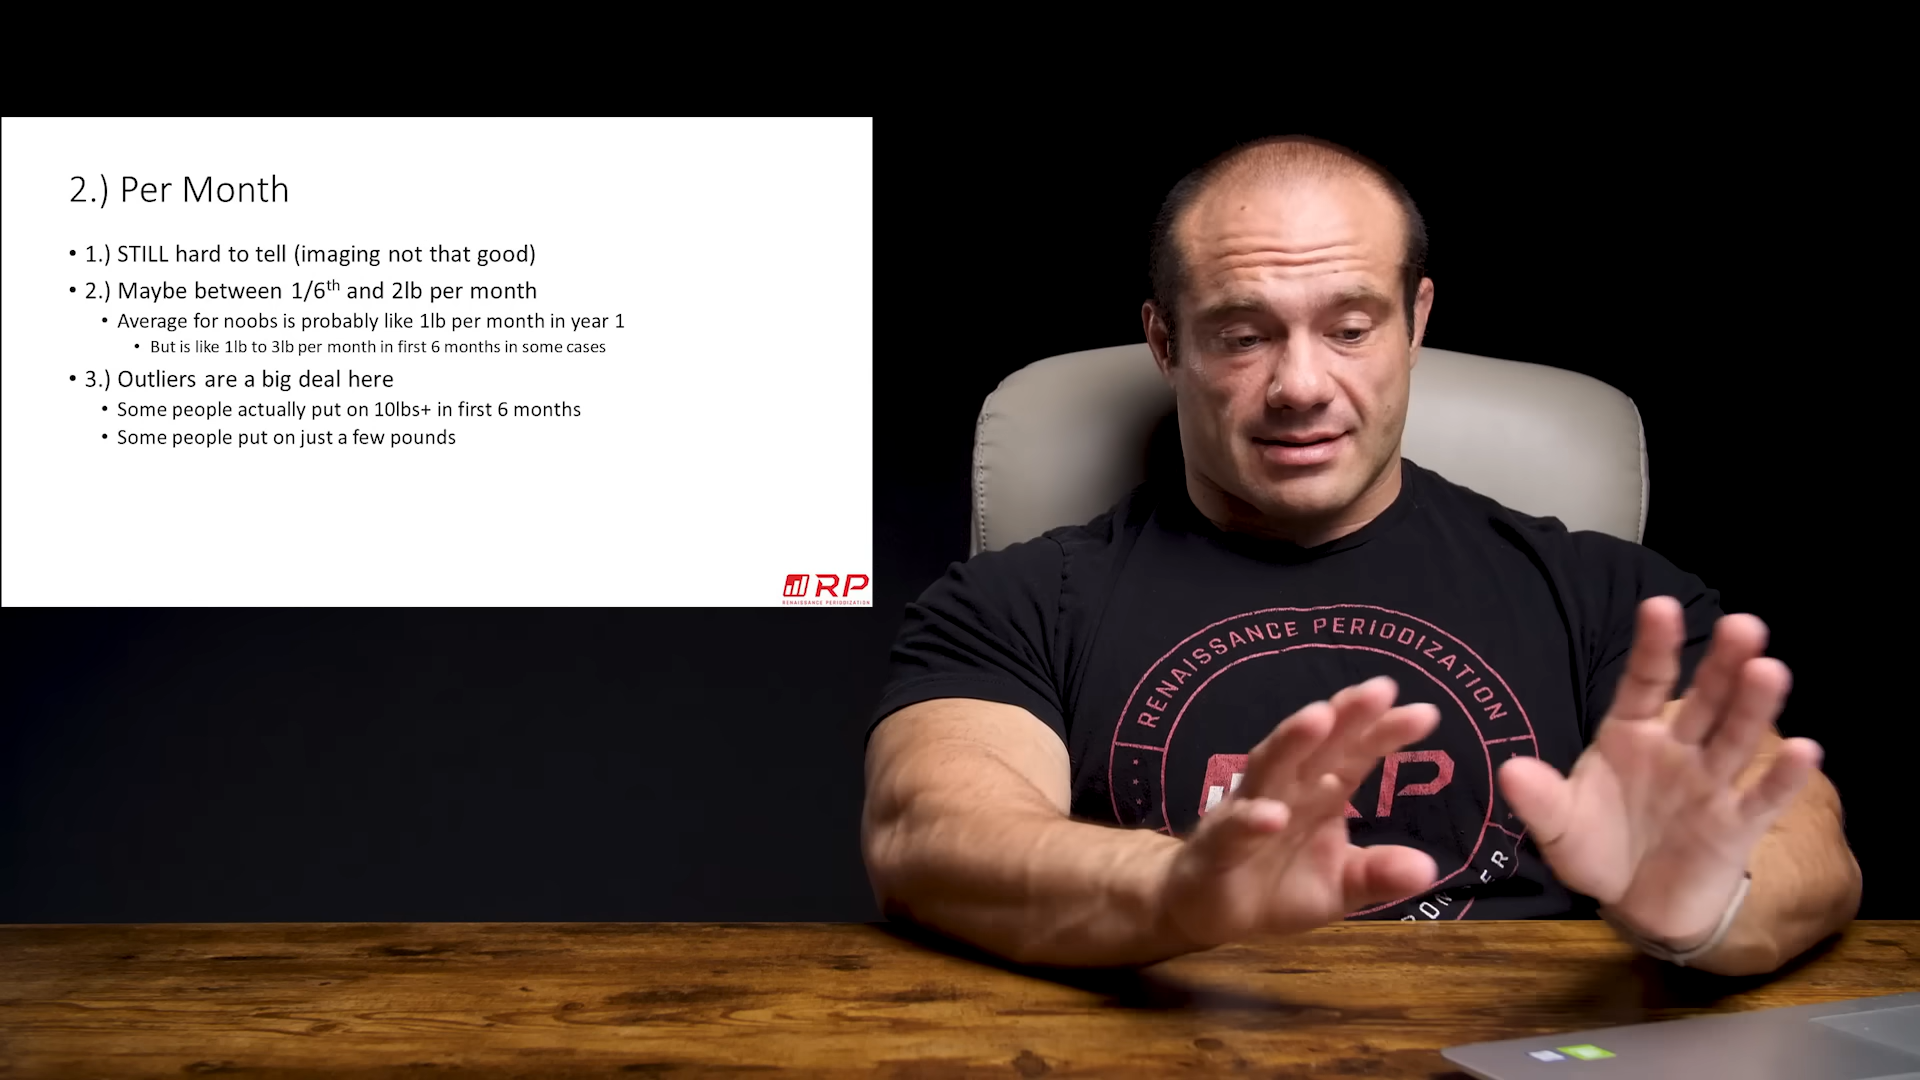 2.) Per Month
• 1.) STILL hard to tell (imaging not that good)
• 2.) Maybe between 1/6th and 2lb per month
• Average for noobs is probably like 1lb per month in year 1
• But is like 1lb to 3lb per month in first 6 months in some cases
• 3.) Outliers are a big deal here
• Some people actually put on 10lbs+ in first 6 months
• Some people put on just a few pounds
RP
RENAISSANCE PERIODIZATION
RENAISSANCE PERIODIZATION